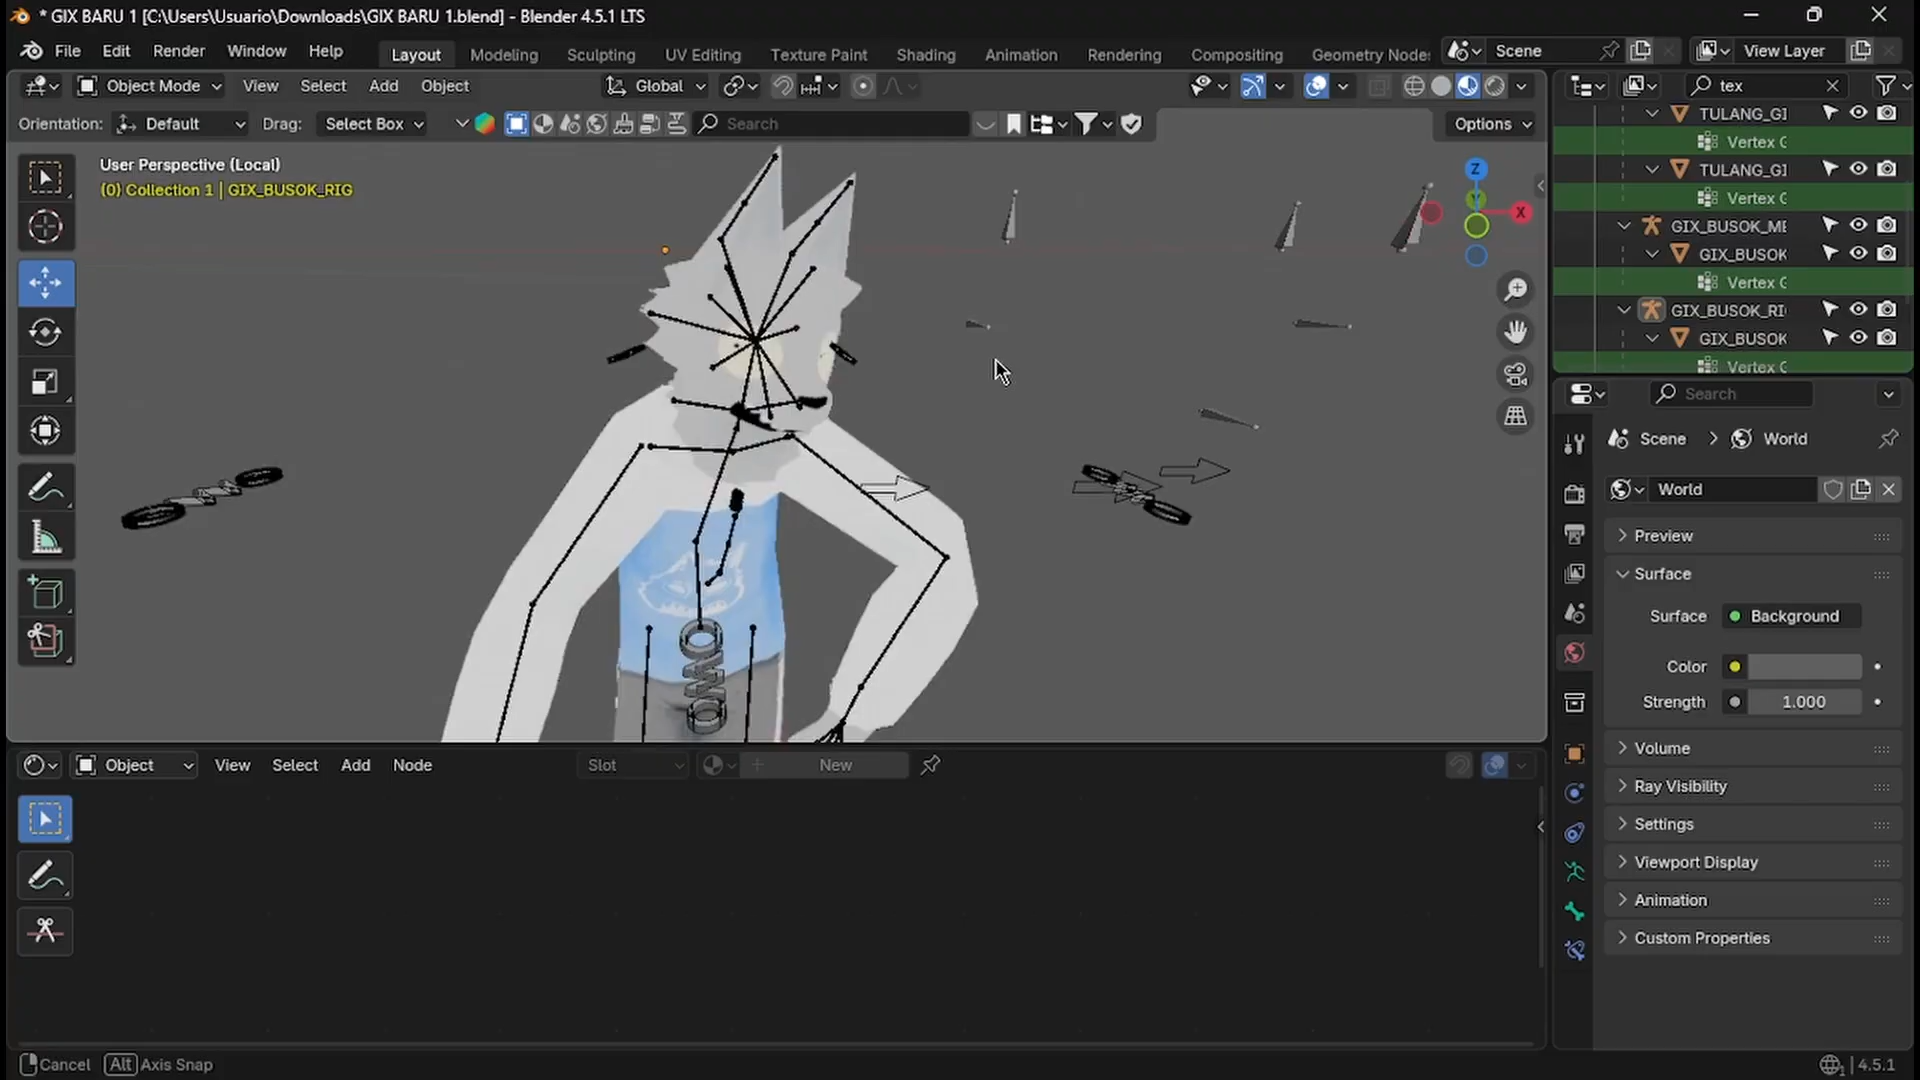 * GIX BARU 1 [C:\Users\Usuario\Downloads\GIX BARU 1.blend] - Blender 4.5.1 LTS
File Edit Render Window Help Layout Modeling Sculpting UV Editing Texture Paint Shading Animation Rendering Compositing Geometry Node Scene View Layer
Object Mode View Select Add Object Global tex
Orientation: Default Drag: Select Box Search Options
User Perspective (Local)
(0) Collection 1 | GIX_BUSOK_RIG
Z
Y
X
TULANG_GI
Vertex G
TULANG_GI
Vertex G
GIX_BUSOK_ME
GIX_BUSOK
Vertex G
GIX_BUSOK_RI
GIX_BUSOK
Vertex G
Search
Scene > World
World
Preview
Surface
Surface Background
Color
Strength 1.000
Volume
Ray Visibility
Settings
Viewport Display
Animation
Custom Properties
Object View Select Add Node Slot New
Cancel Alt Axis Snap 4.5.1